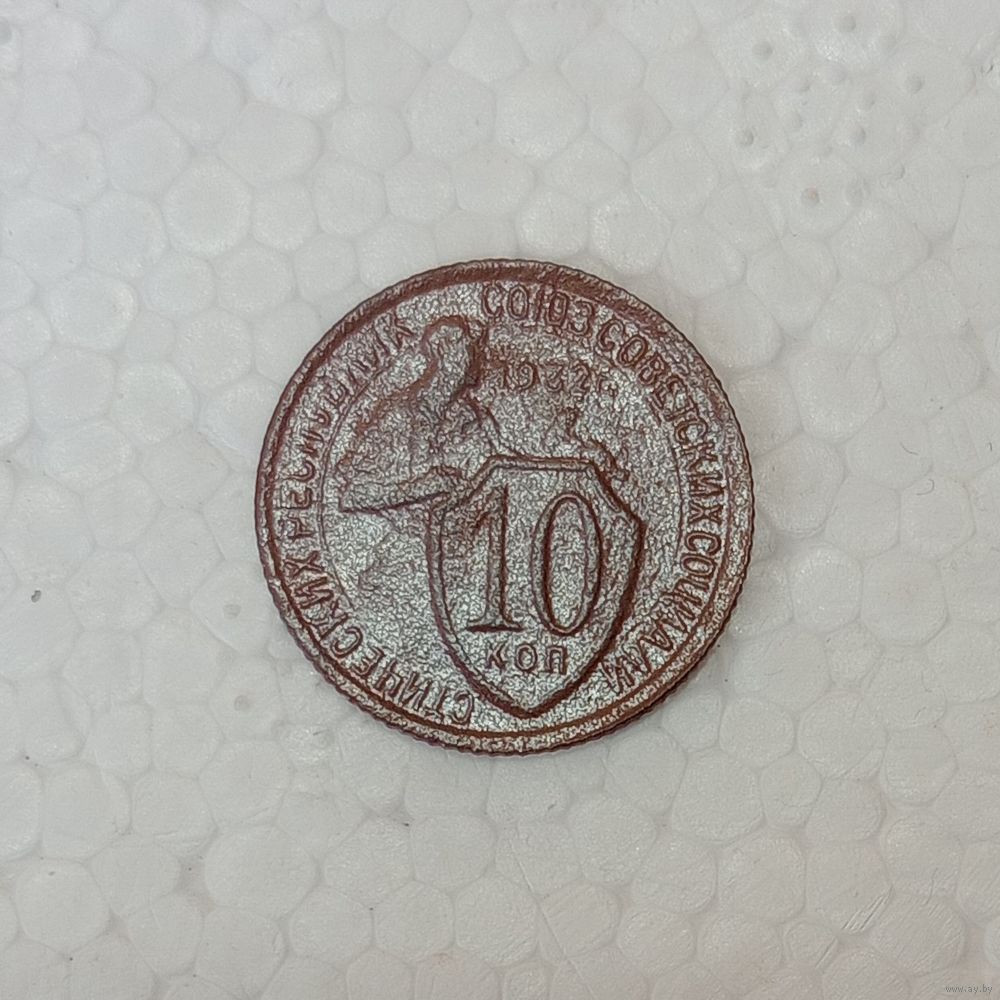 СОЮЗ СОВЕТСКИХ СОЦИАЛИСТИЧЕСКИХ РЕСПУБЛИК
1932 г.
10
КОП
www.ay.by